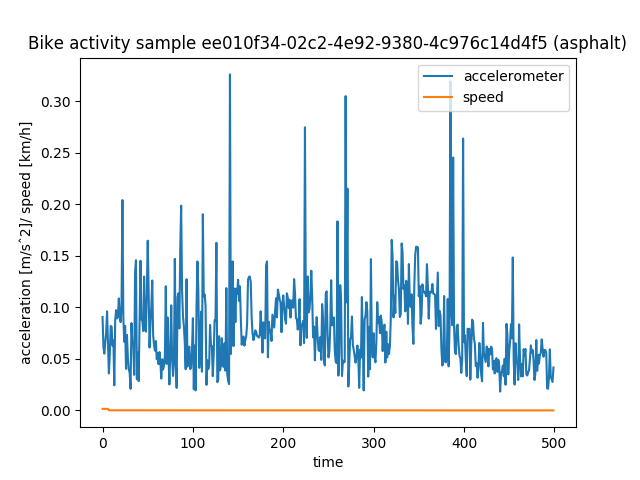 Bike activity sample ee010f34-02c2-4e92-9380-4c976c14d4f5 (asphalt)
accelerometer
speed
acceleration [m/s^2]/ speed [km/h]
0.30
0.25
0.20
0.15
0.10
0.05
0.00
0 100 200 300 400 500
time